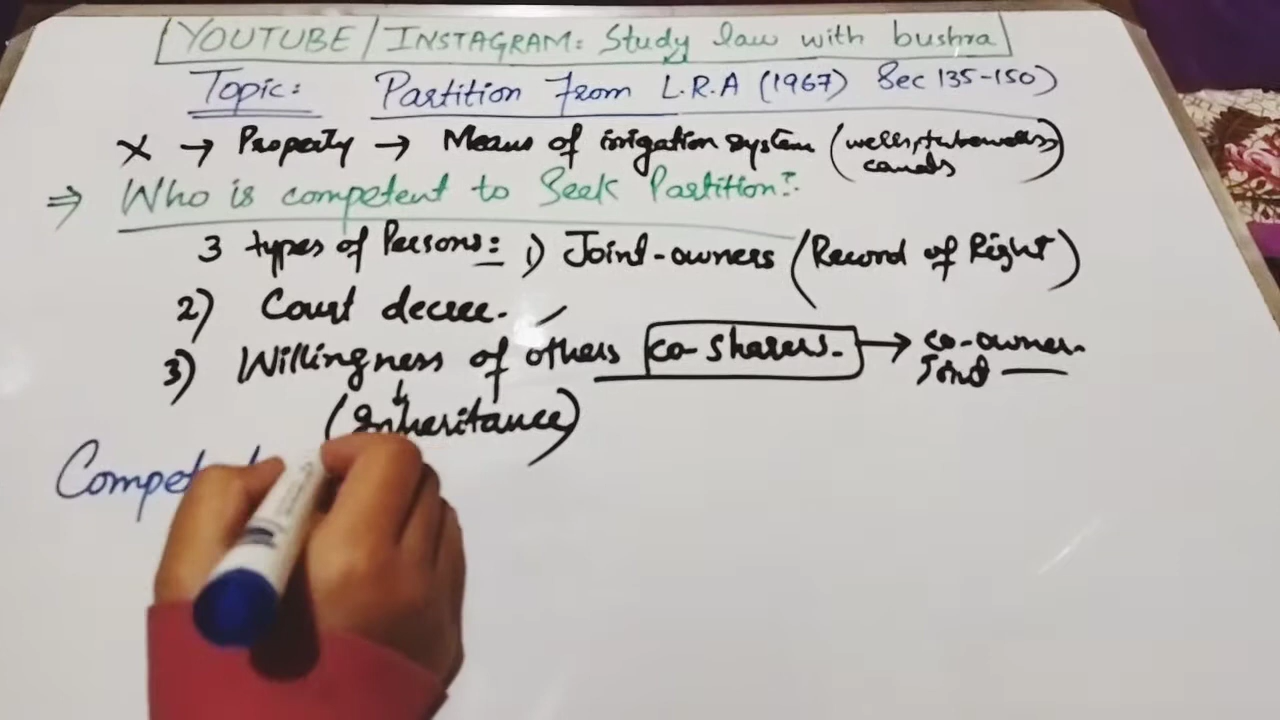 YOUTUBE / INSTAGRAM: Study law with bushra
Topic: Partition From L.R.A (1967) Sec 135-150)
X → Property → Means of irrigation system (wells, tubewells, canals)
⇒ Who is competent to Seek Partition?
3 types of Persons: 1) Joint-owners (Record of Right)
2) Court decree.
3) Willingness of others co-sharers. → co-owner. Joint
(Inheritance)